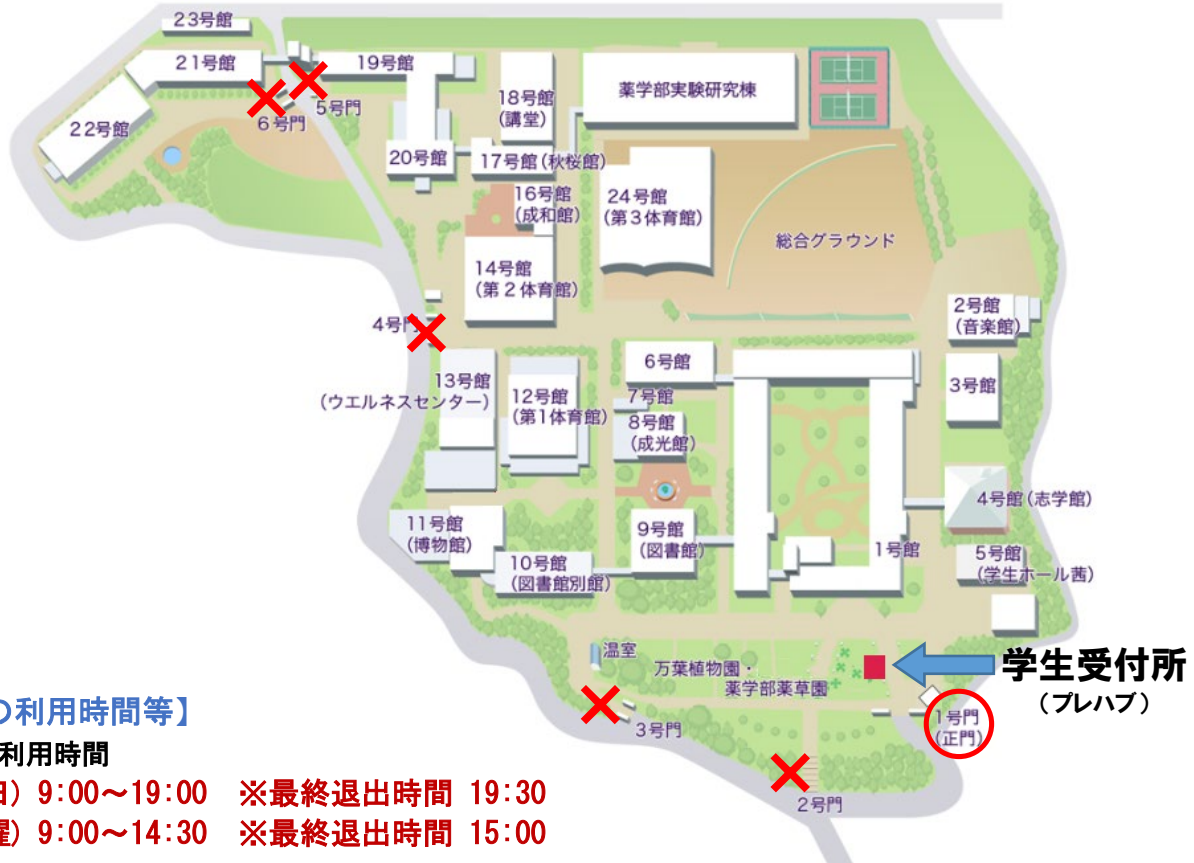 23号館
21号館
19号館
5号門
6号門
22号館
18号館
(講堂)
薬学部実験研究棟
20号館
17号館(秋桜館)
16号館
(成和館)
24号館
(第3体育館)
総合グラウンド
14号館
(第2体育館)
4号門
2号館
(音楽館)
6号館
3号館
13号館
(ウエルネスセンター)
12号館
(第1体育館)
7号館
8号館
(成光館)
4号館(志学館)
11号館
(博物館)
9号館
(図書館)
1号館
10号館
(図書館別館)
5号館
(学生ホール茜)
温室
万葉植物園・
薬学部薬草園
学生受付所
(プレハブ)
1号門
(正門)
3号門
2号門
の利用時間等】
利用時間
日) 9:00~19:00 ※最終退出時間 19:30
曜) 9:00~14:30 ※最終退出時間 15:00